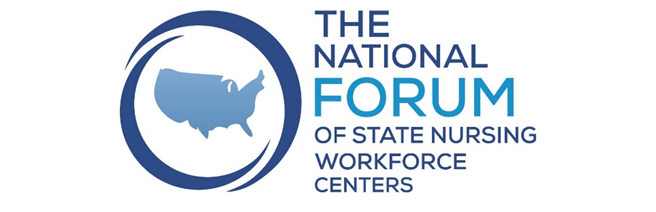 THE
NATIONAL
FORUM
OF STATE NURSING
WORKFORCE
CENTERS